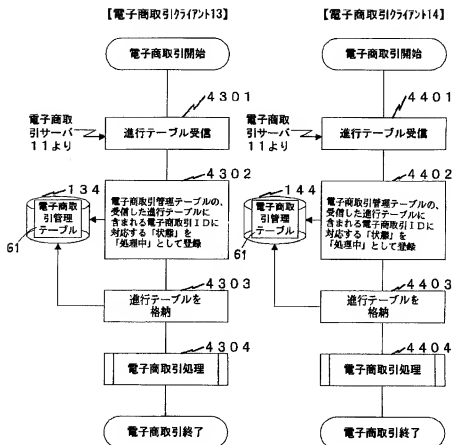 【電子商取引クライアント13】
電子商取引開始
4301
電子商取
引サーバ
11より
進行テーブル受信
4302
134
電子商取
引管理
テーブル
61
電子商取引管理テーブルの、
受信した進行テーブルに
含まれる電子商取引IDに
対応する「状態」を
「処理中」として登録
4303
進行テーブルを
格納
4304
電子商取引処理
電子商取引終了
【電子商取引クライアント14】
電子商取引開始
4401
電子商取
引サーバ
11より
進行テーブル受信
4402
144
電子商取
引管理
テーブル
61
電子商取引管理テーブルの、
受信した進行テーブルに
含まれる電子商取引IDに
対応する「状態」を
「処理中」として登録
4403
進行テーブルを
格納
4404
電子商取引処理
電子商取引終了